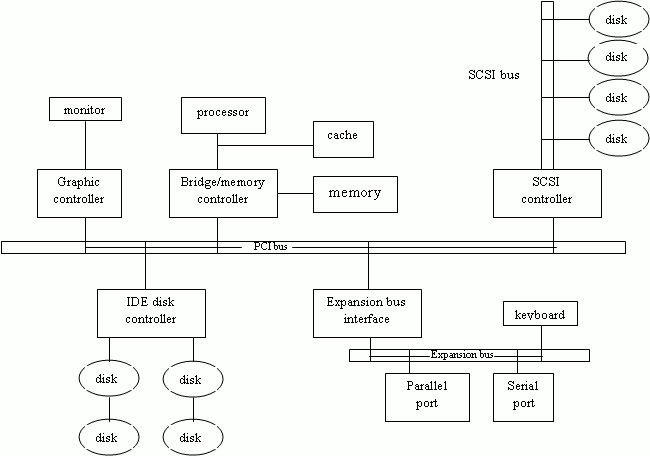 disk
disk
SCSI bus
disk
monitor
processor
disk
cache
Graphic
controller
Bridge/memory
controller
memory
SCSI
controller
PCI bus
IDE disk
controller
Expansion bus
interface
keyboard
Expansion bus
disk
disk
Parallel
port
Serial
port
disk
disk